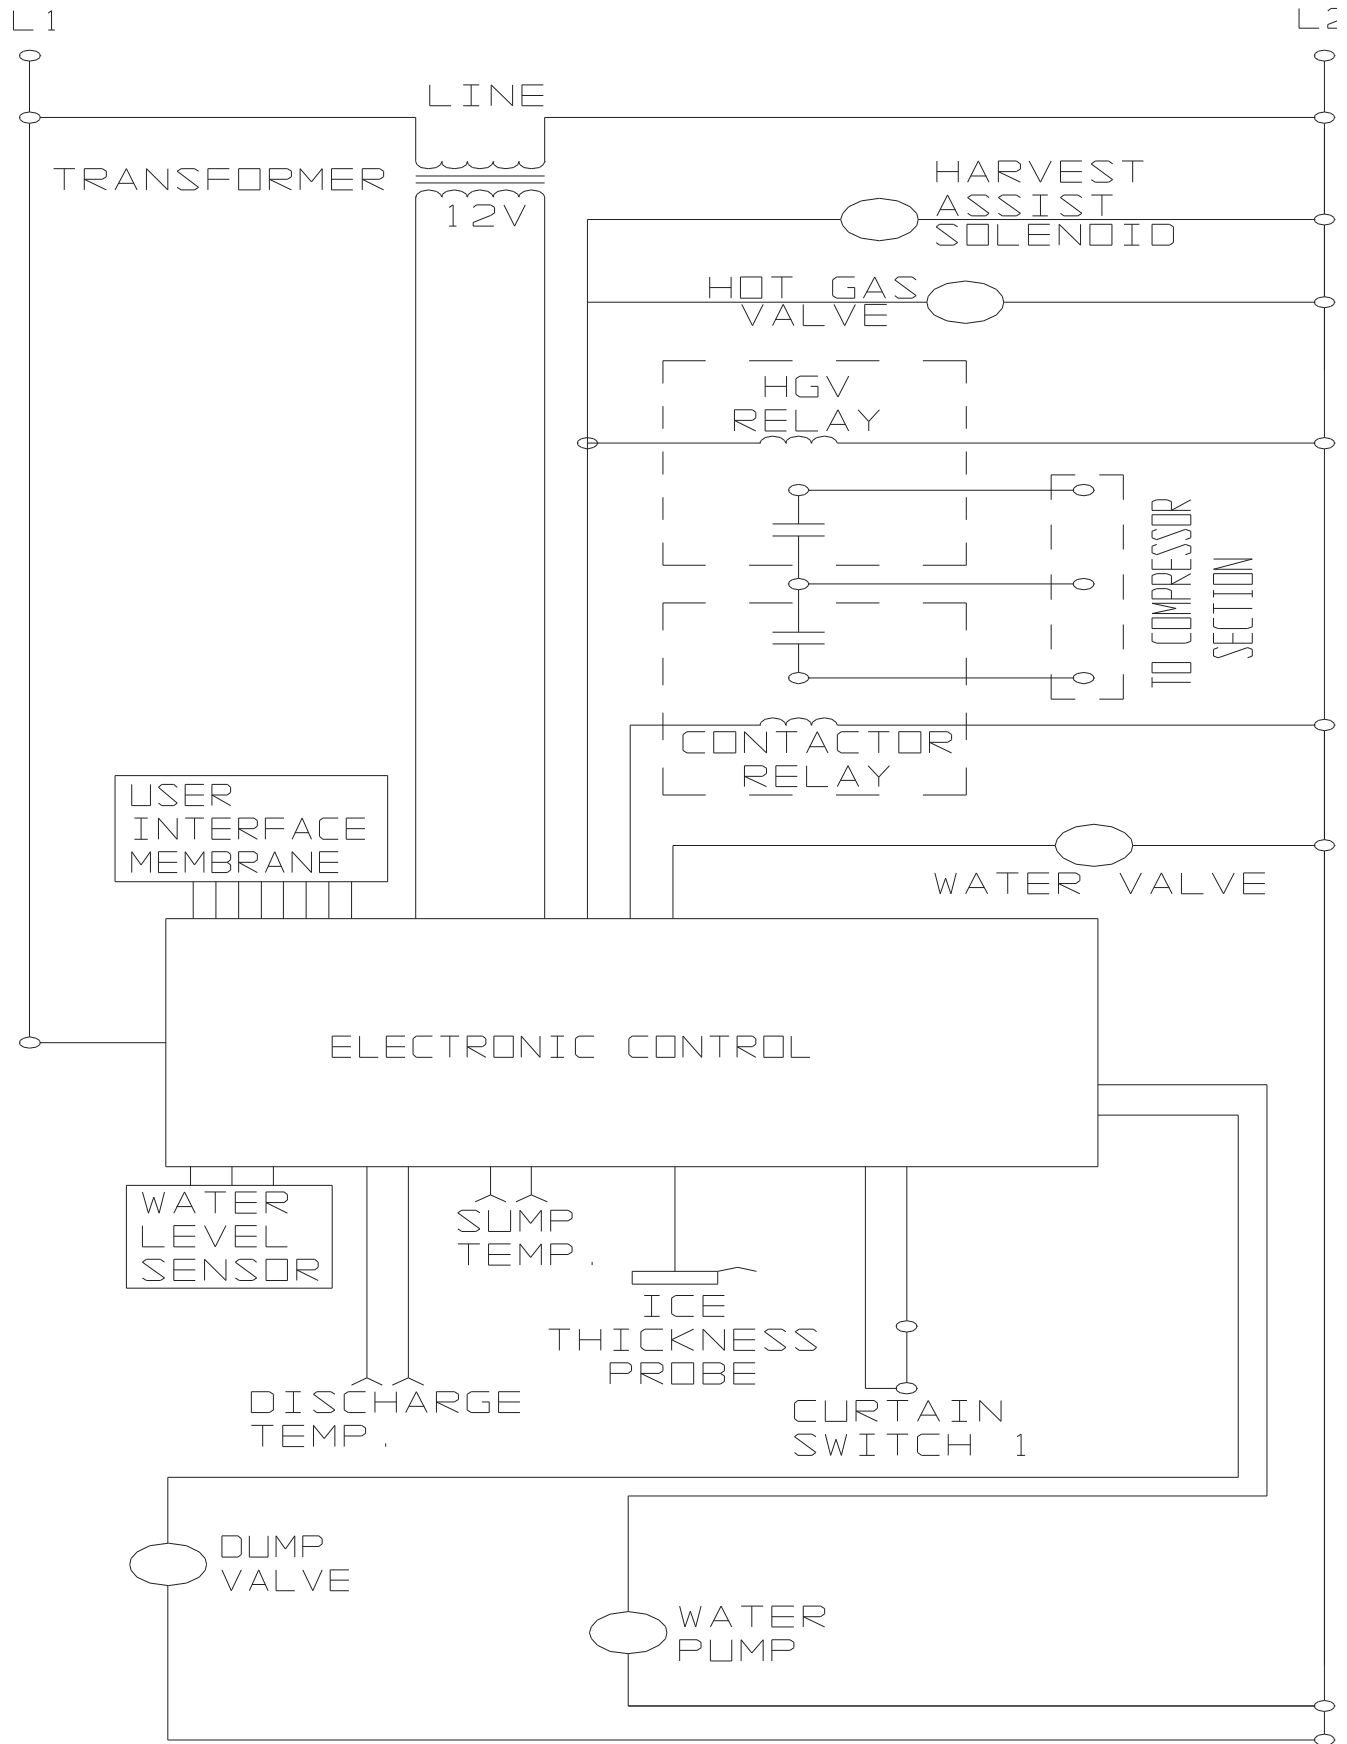 L1
L2
LINE
TRANSFORMER
12V
HARVEST
ASSIST
SOLENOID
HOT GAS
VALVE
HGV
RELAY
TO COMPRESSOR
SECTION
CONTACTOR
RELAY
USER
INTERFACE
MEMBRANE
WATER VALVE
ELECTRONIC CONTROL
WATER
LEVEL
SENSOR
SUMP
TEMP.
ICE
THICKNESS
PROBE
DISCHARGE
TEMP.
CURTAIN
SWITCH 1
DUMP
VALVE
WATER
PUMP